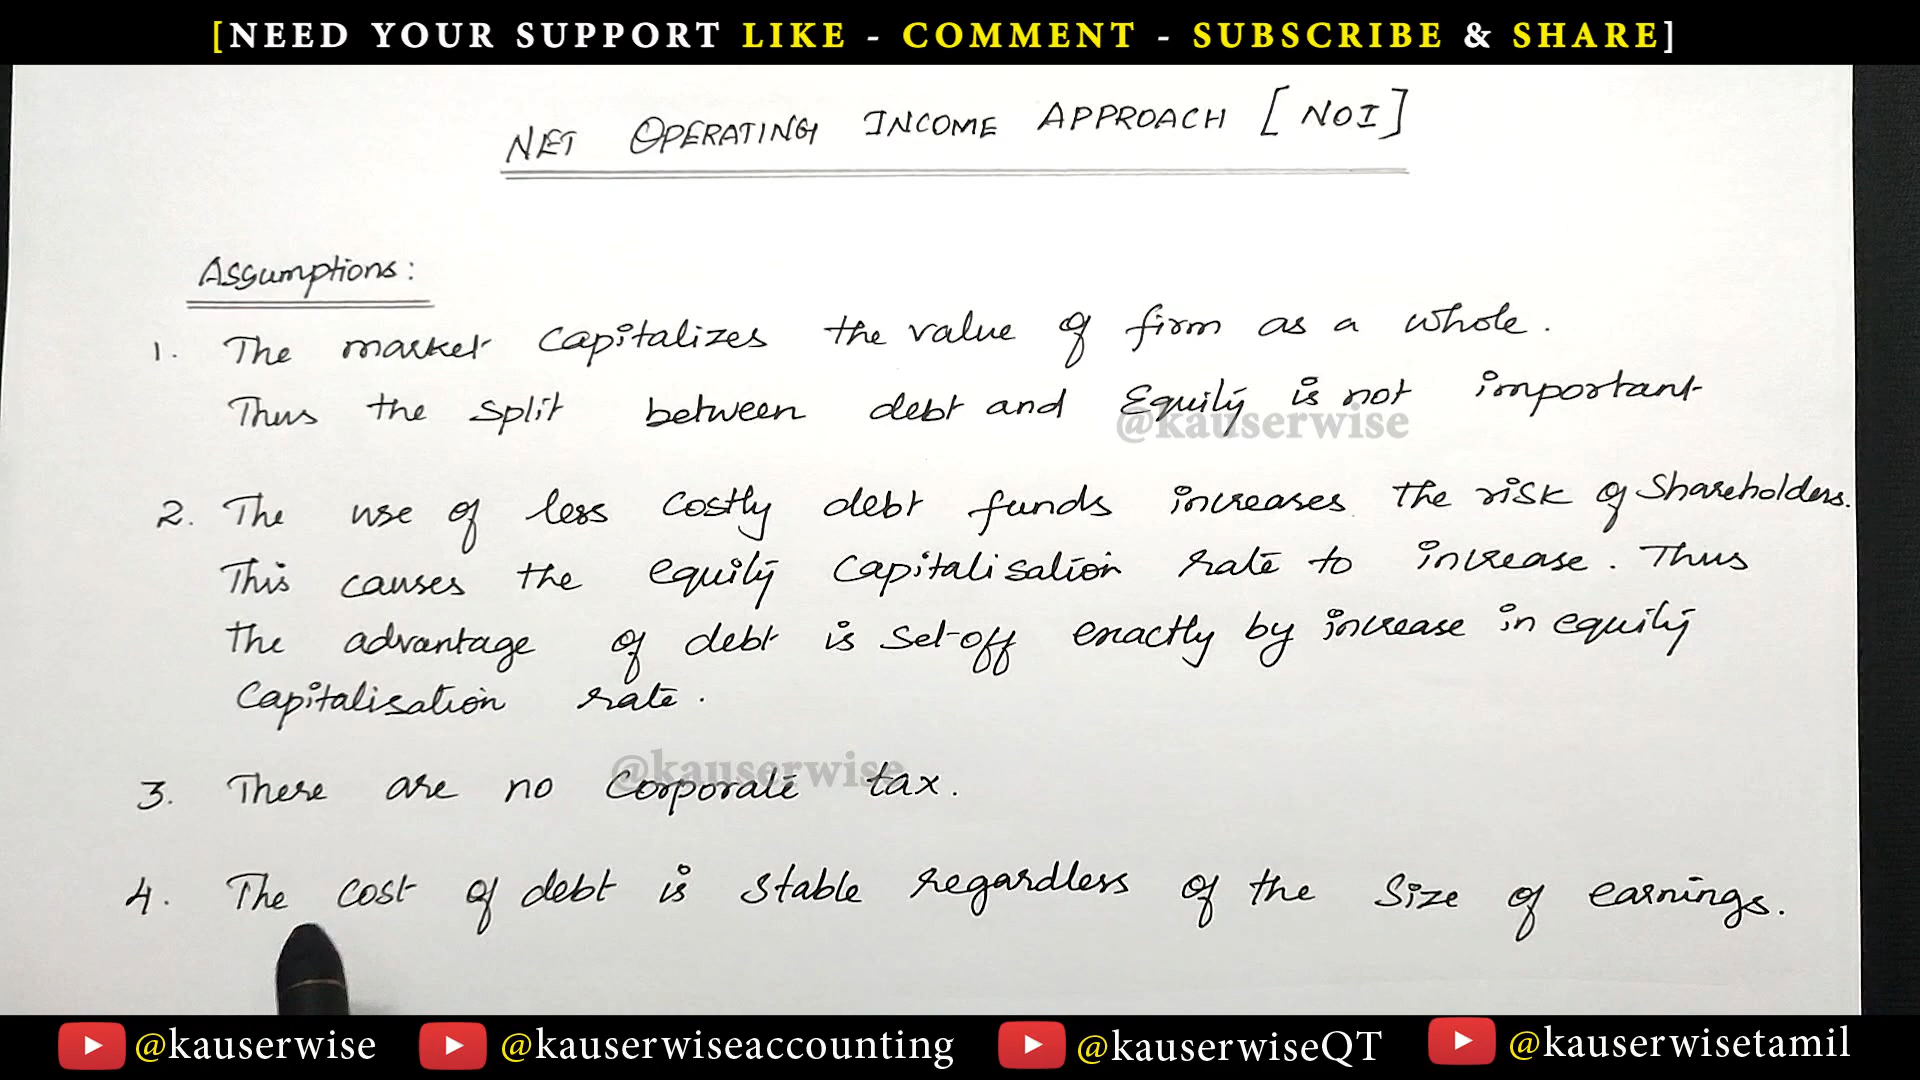 [NEED YOUR SUPPORT LIKE - COMMENT - SUBSCRIBE & SHARE]
NET OPERATING INCOME APPROACH [NOI]
Assumptions:
1. The market capitalizes the value of firm as a whole.
Thus the split between debt and Equity is not important
@kauserwise
2. The use of less costly debt funds increases the risk of Shareholders.
This causes the equity capitalisation rate to increase. Thus
the advantage of debt is set-off exactly by increase in equity
Capitalisation rate.
@kauserwise
3. There are no corporate tax.
4. The cost of debt is stable regardless of the size of earnings.
@kauserwise @kauserwiseaccounting @kauserwiseQT @kauserwisetamil